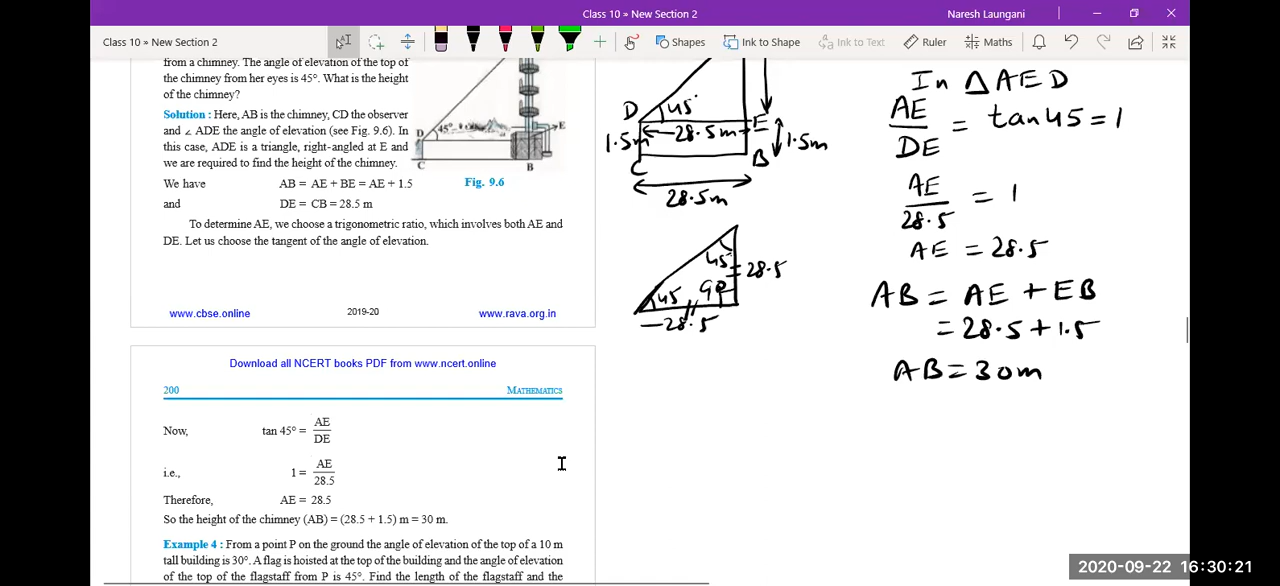 Class 10 » New Section 2
Naresh Laungani
Class 10 » New Section 2
Shapes
Ink to Shape
Ink to Text
Ruler
Maths
from a chimney. The angle of elevation of the top of
the chimney from her eyes is 45°. What is the height
of the chimney?
Solution : Here, AB is the chimney, CD the observer
and ∠ ADE the angle of elevation (see Fig. 9.6). In
this case, ADE is a triangle, right-angled at E and
we are required to find the height of the chimney.
We have AB = AE + BE = AE + 1.5
and DE = CB = 28.5 m
D 45° E
C B
Fig. 9.6
To determine AE, we choose a trigonometric ratio, which involves both AE and
DE. Let us choose the tangent of the angle of elevation.
www.cbse.online 2019-20 www.rava.org.in
Download all NCERT books PDF from www.ncert.online
200 MATHEMATICS
Now, tan 45° = AE
DE
i.e., 1 = AE
28.5
Therefore, AE = 28.5
So the height of the chimney (AB) = (28.5 + 1.5) m = 30 m.
Example 4 : From a point P on the ground the angle of elevation of the top of a 10 m
tall building is 30°. A flag is hoisted at the top of the building and the angle of elevation
of the top of the flagstaff from P is 45°. Find the length of the flagstaff and the
D 45°
28.5m E
1.5m 1.5m
C B
28.5m
45°
28.5
45 90
28.5
In △AED
AE
DE
= tan 45 = 1
AE
28.5
= 1
AE = 28.5
AB = AE + EB
= 28.5 + 1.5
AB = 30m
2020-09-22 16:30:21